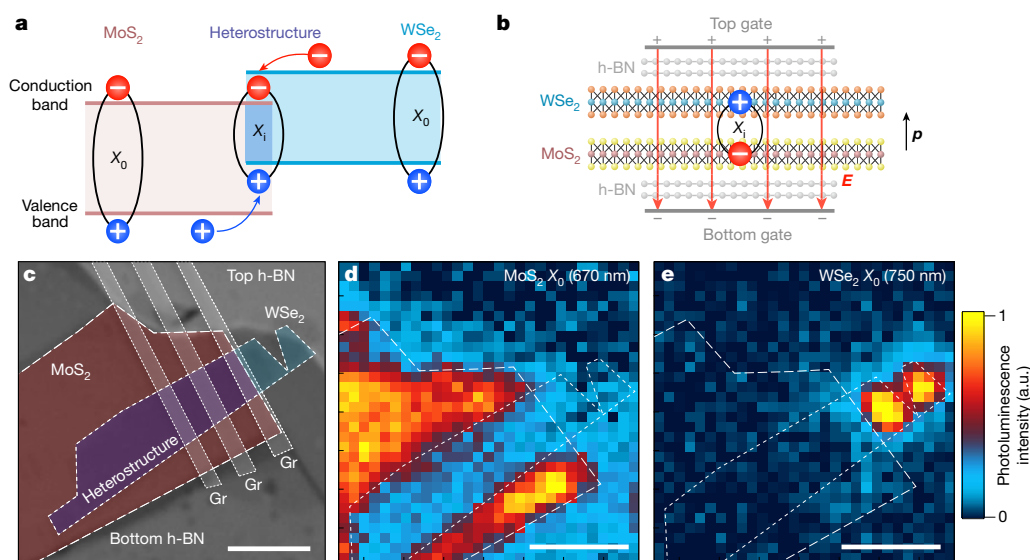 a
MoS₂
Heterostructure
WSe₂
Conduction
band
X₀
Xᵢ
X₀
Valence
band
b
Top gate
+ + + +
h-BN
WSe₂
Xᵢ
p
MoS₂
h-BN
E
− − − −
Bottom gate
c
Top h-BN
WSe₂
MoS₂
Heterostructure
Gr
Gr
Gr
Bottom h-BN
d
MoS₂ X₀ (670 nm)
e
WSe₂ X₀ (750 nm)
1
Photoluminescence
intensity (a.u.)
0